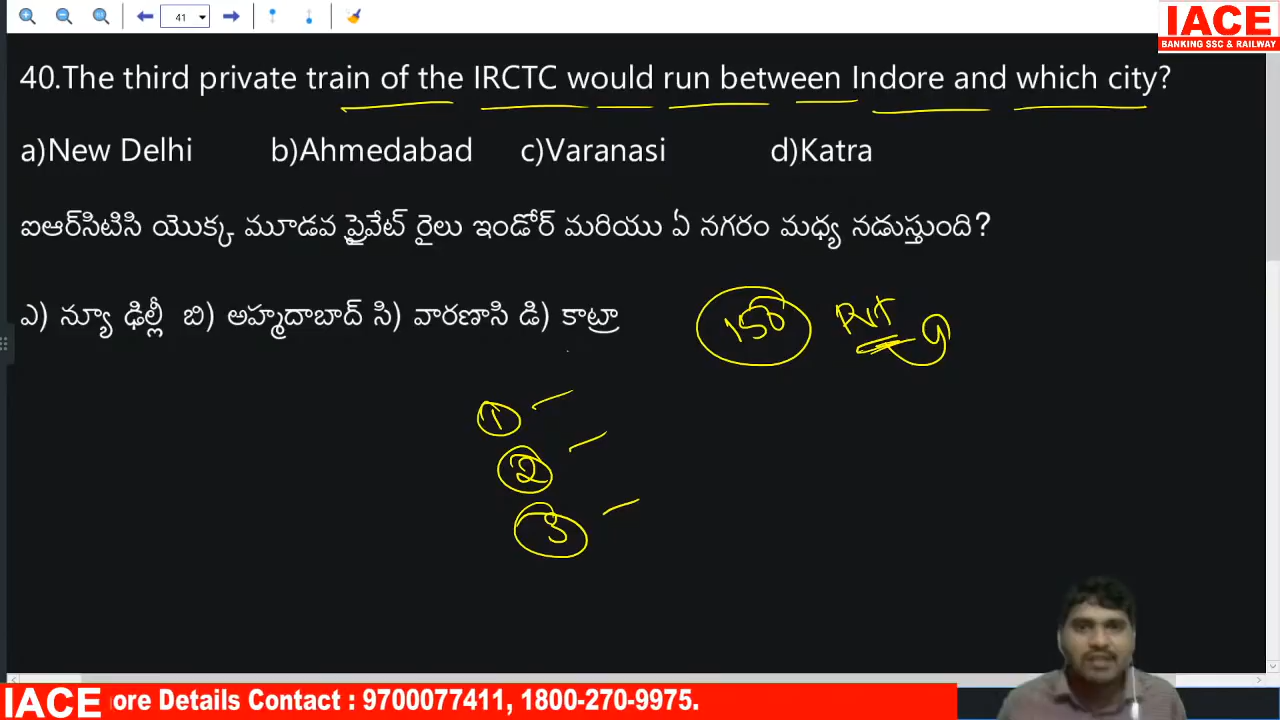 41
IACE
BANKING SSC & RAILWAY
40.The third private train of the IRCTC would run between Indore and which city?
a)New Delhi b)Ahmedabad c)Varanasi d)Katra
ఐఆర్‌సిటిసి యొక్క మూడవ ప్రైవేట్ రైలు ఇండోర్ మరియు ఏ నగరం మధ్య నడుస్తుంది?
ఎ) న్యూ ఢిల్లీ బి) అహ్మదాబాద్ సి) వారణాసి డి) కాట్రా
150 Pvt
1
2
3
IACE ore Details Contact : 9700077411, 1800-270-9975.